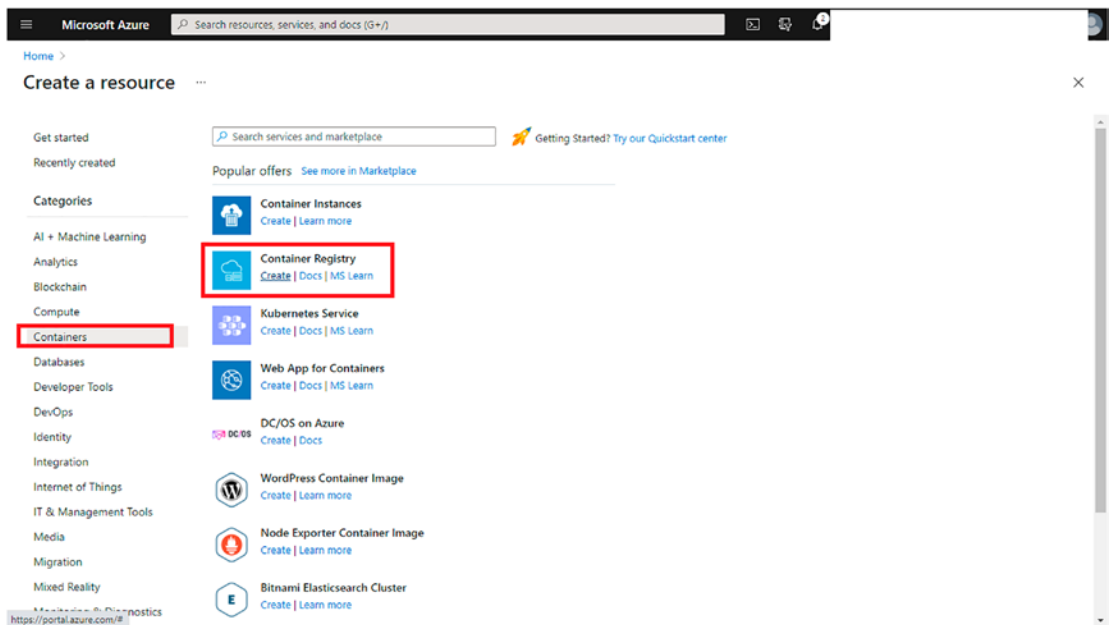 Microsoft Azure
Search resources, services, and docs (G+/)
2
Home >
Create a resource ...
Get started
Recently created
Categories
AI + Machine Learning
Analytics
Blockchain
Compute
Containers
Databases
Developer Tools
DevOps
Identity
Integration
Internet of Things
IT & Management Tools
Media
Migration
Mixed Reality
Monitoring & Diagnostics
https://portal.azure.com/#
Search services and marketplace
Getting Started? Try our Quickstart center
Popular offers See more in Marketplace
Container Instances
Create | Learn more
Container Registry
Create | Docs | MS Learn
Kubernetes Service
Create | Docs | MS Learn
Web App for Containers
Create | Docs | MS Learn
DC/OS
DC/OS on Azure
Create | Docs
WordPress Container Image
Create | Learn more
Node Exporter Container Image
Create | Learn more
E
Bitnami Elasticsearch Cluster
Create | Learn more